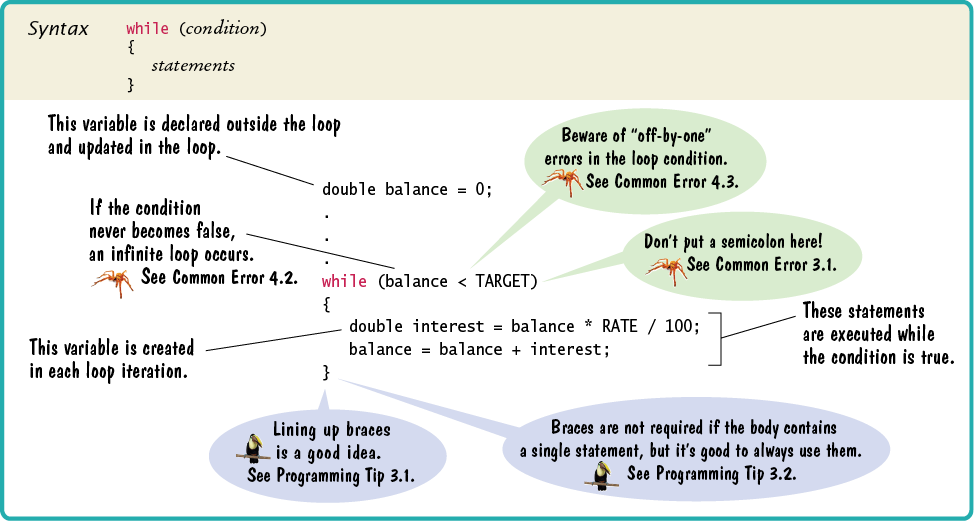 Syntax
while (condition)
{
statements
}
This variable is declared outside the loop
and updated in the loop.
Beware of “off-by-one”
errors in the loop condition.
See Common Error 4.3.
double balance = 0;
.
.
.
If the condition
never becomes false,
an infinite loop occurs.
See Common Error 4.2.
Don’t put a semicolon here!
See Common Error 3.1.
while (balance < TARGET)
{
double interest = balance * RATE / 100;
balance = balance + interest;
}
These statements
are executed while
the condition is true.
This variable is created
in each loop iteration.
Lining up braces
is a good idea.
See Programming Tip 3.1.
Braces are not required if the body contains
a single statement, but it’s good to always use them.
See Programming Tip 3.2.